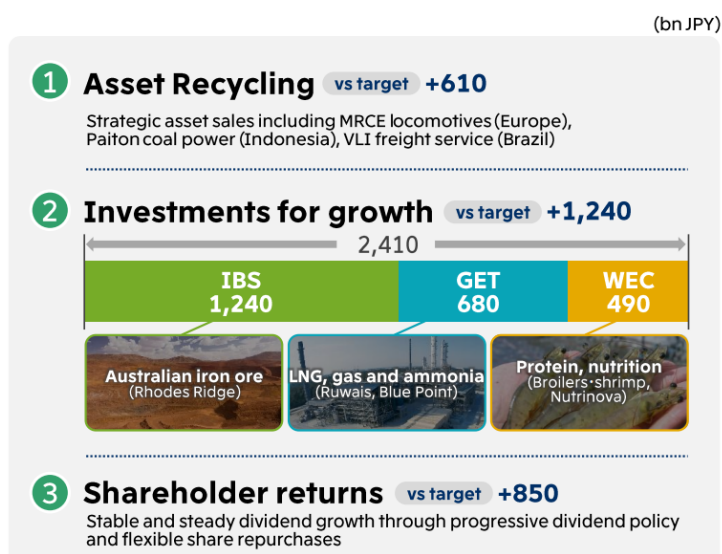 (bn JPY)
1 Asset Recycling vs target +610
Strategic asset sales including MRCE locomotives (Europe),
Paiton coal power (Indonesia), VLI freight service (Brazil)
2 Investments for growth vs target +1,240
2,410
IBS GET WEC
1,240 680 490
Australian iron ore
(Rhodes Ridge)
LNG, gas and ammonia
(Ruwais, Blue Point)
Protein, nutrition
(Broilers・shrimp,
Nutrinova)
3 Shareholder returns vs target +850
Stable and steady dividend growth through progressive dividend policy
and flexible share repurchases